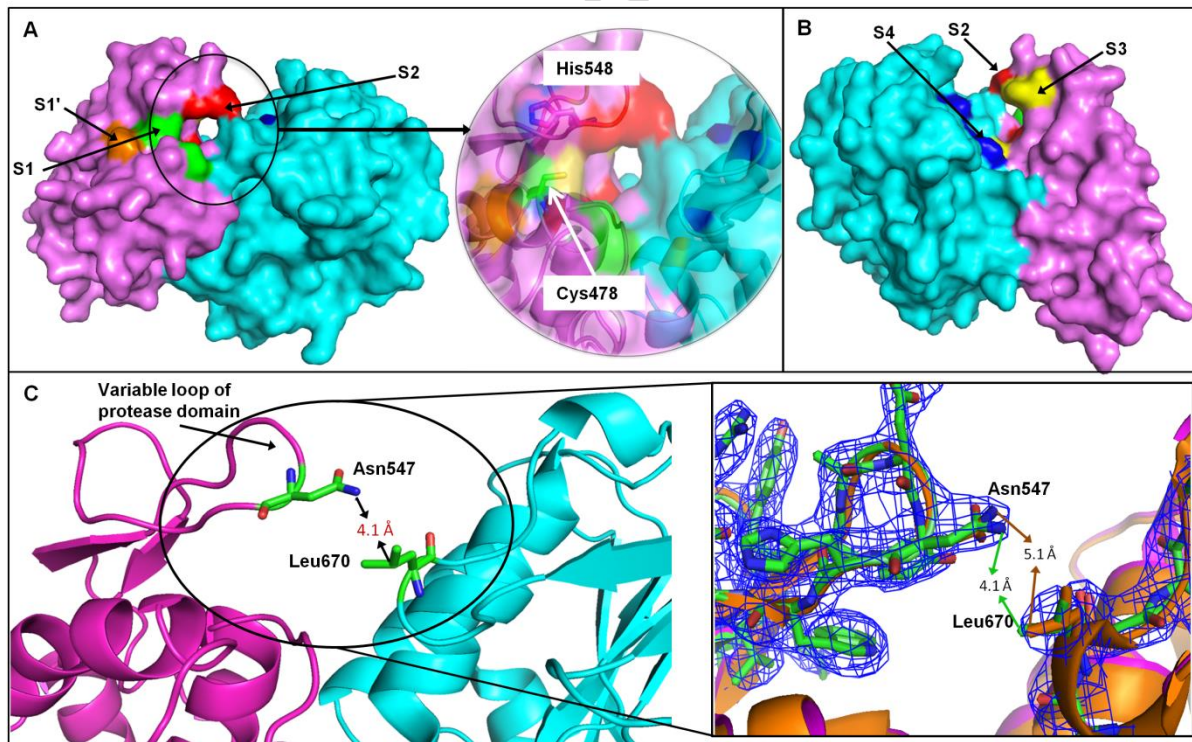 A
S1'
S1
S2
His548
Cys478
B
S4
S2
S3
C
Variable loop of
protease domain
Asn547
4.1 Å
Leu670
Asn547
5.1 Å
4.1 Å
Leu670